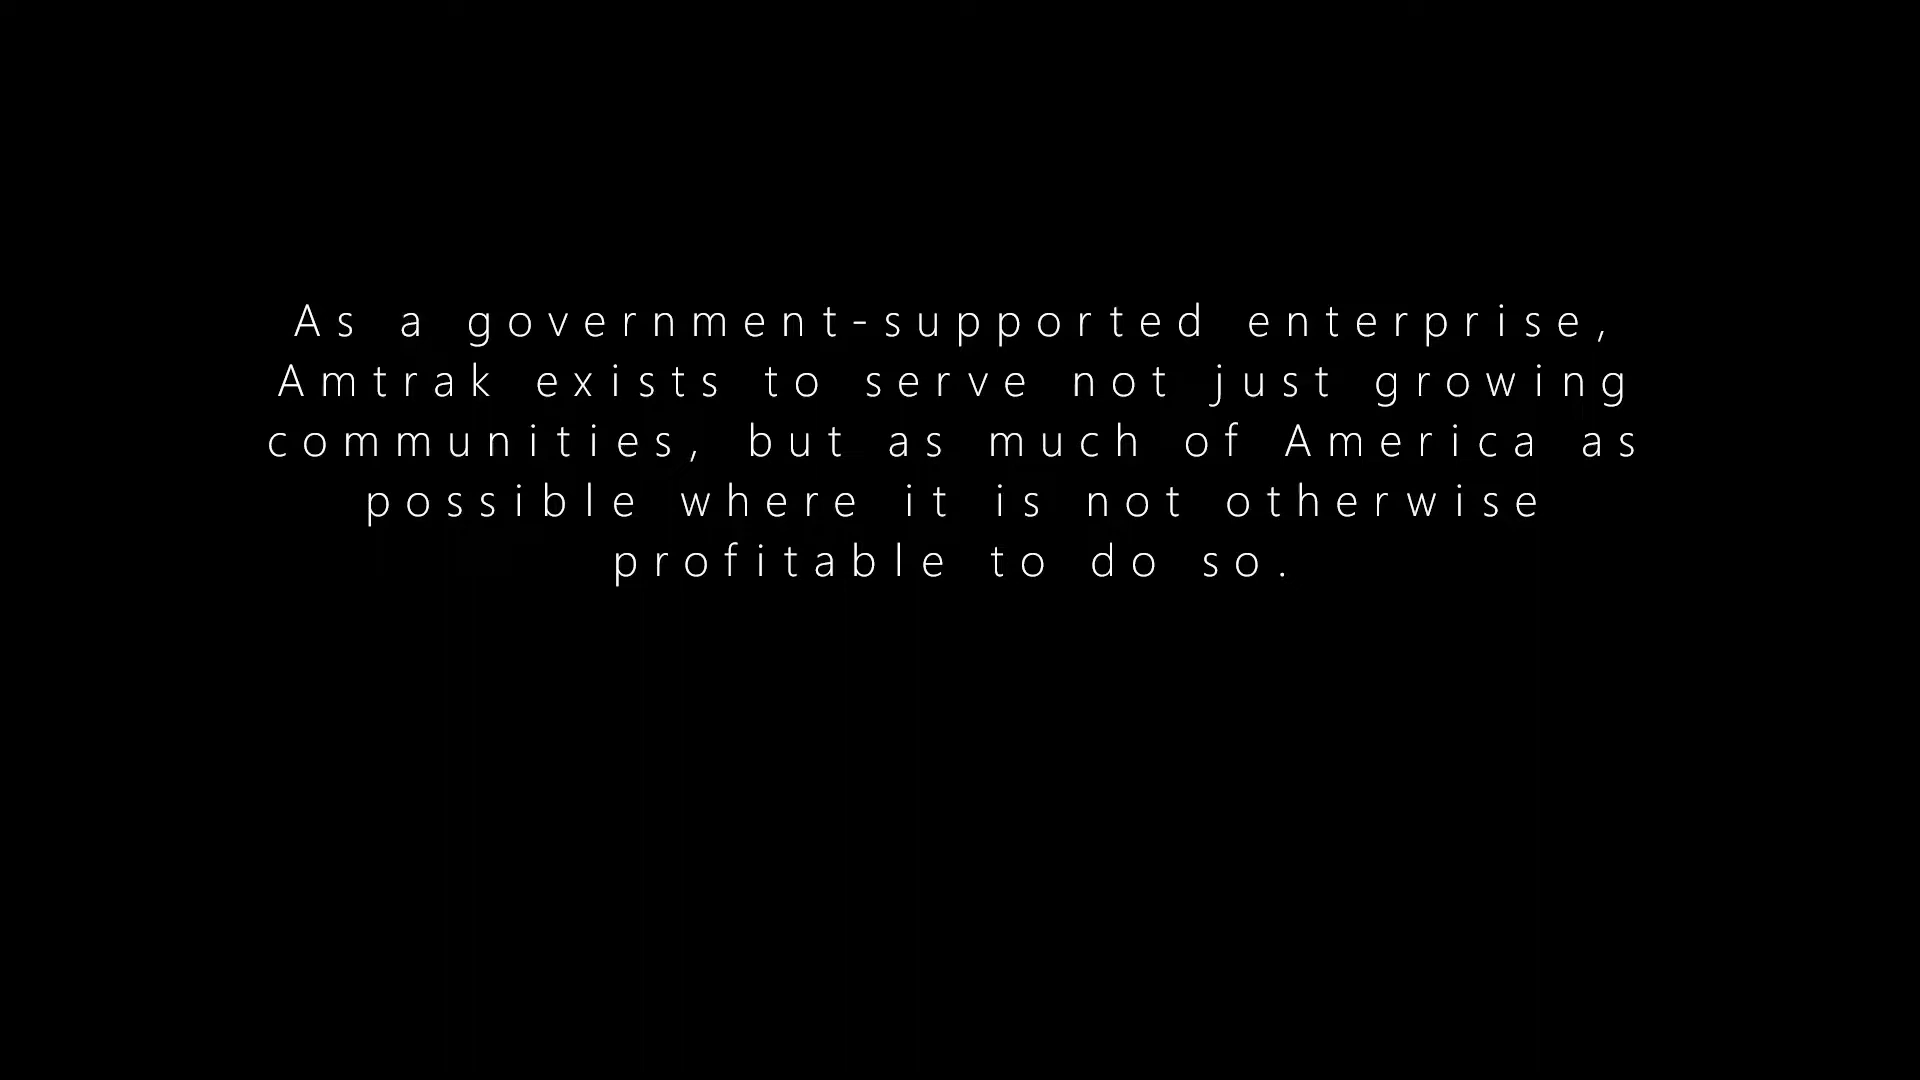 As a government-supported enterprise,
Amtrak exists to serve not just growing
communities, but as much of America as
possible where it is not otherwise
profitable to do so.